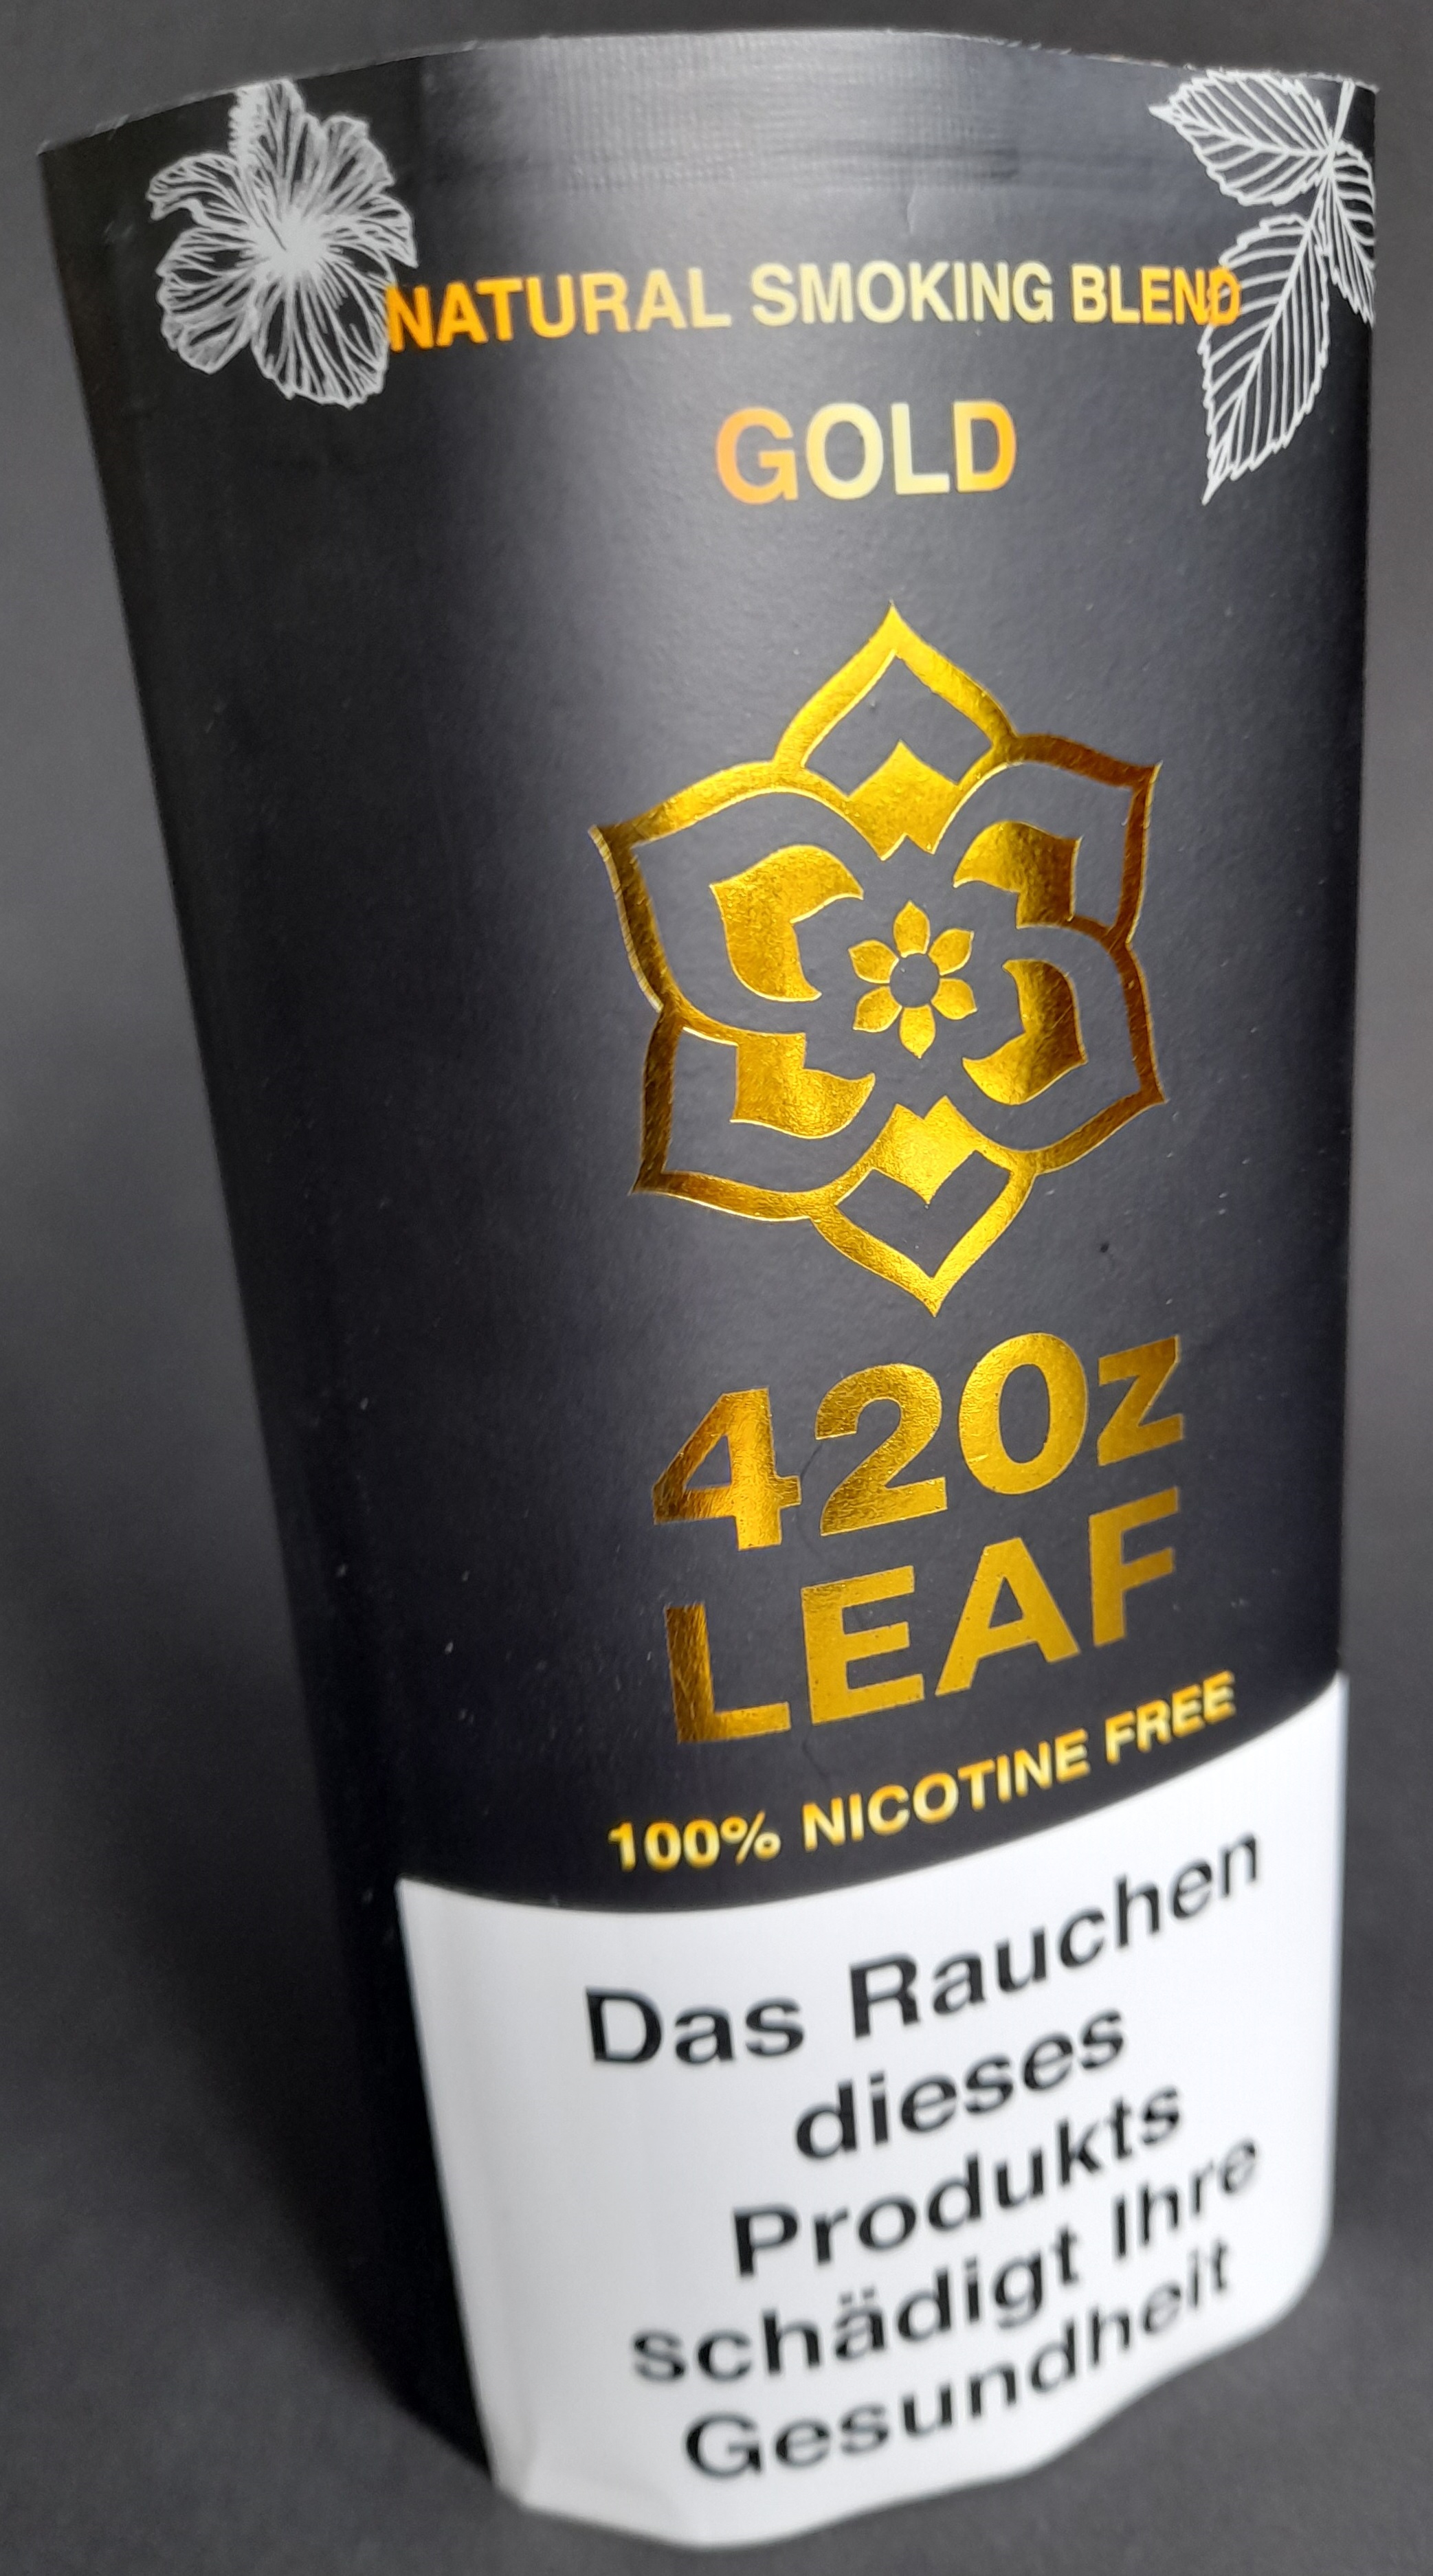 NATURAL SMOKING BLEND
GOLD
420z
LEAF
100% NICOTINE FREE
Das Rauchen
dieses
Produkts
schädigt Ihre
Gesundheit